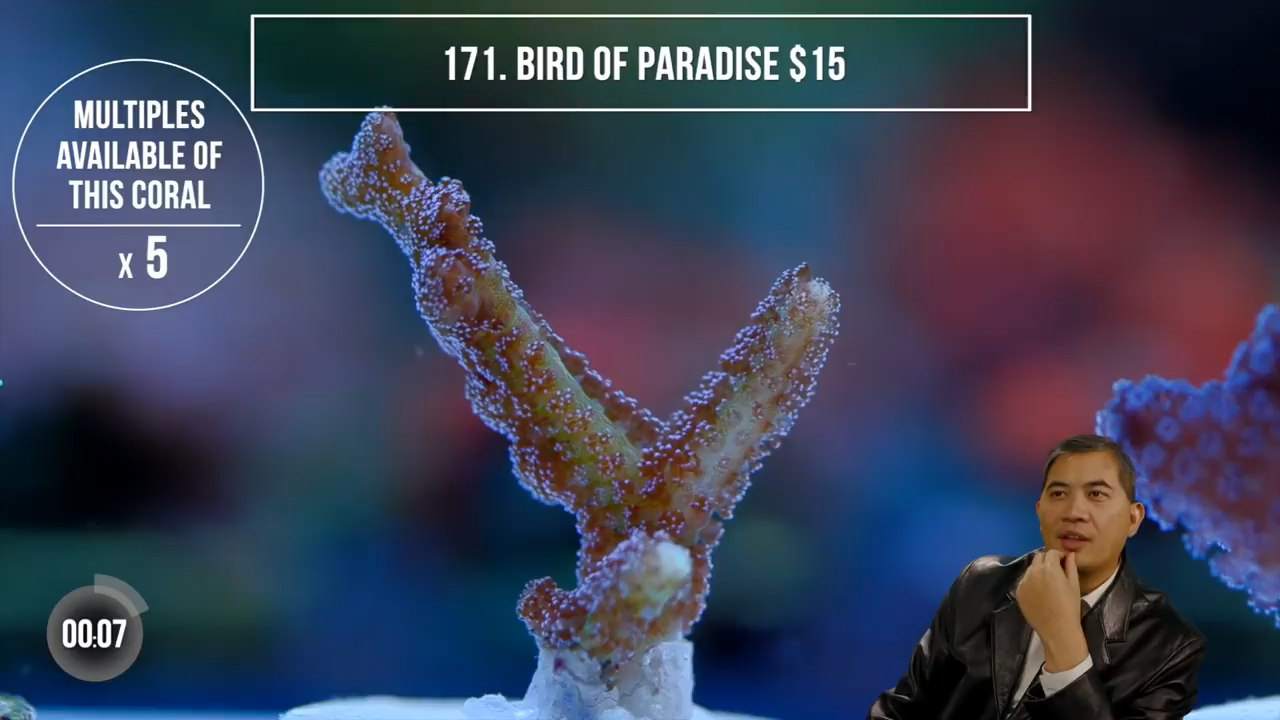 171. BIRD OF PARADISE $15
MULTIPLES
AVAILABLE OF
THIS CORAL
x 5
00:07